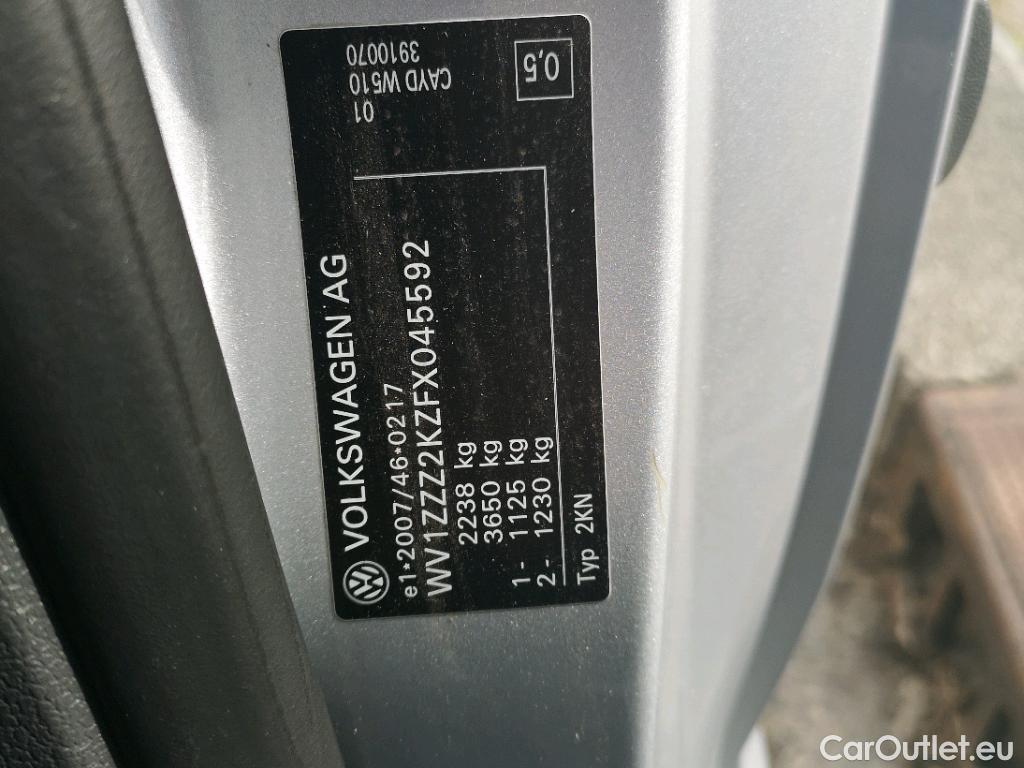 VOLKSWAGEN AG
e1*2007/46*0217
WV1ZZZ2KZFX045592
2238 kg
3650 kg
1 - 1125 kg
2 - 1230 kg
Typ 2KN
01
CAYD W510
3910070
0,5
CarOutlet.eu